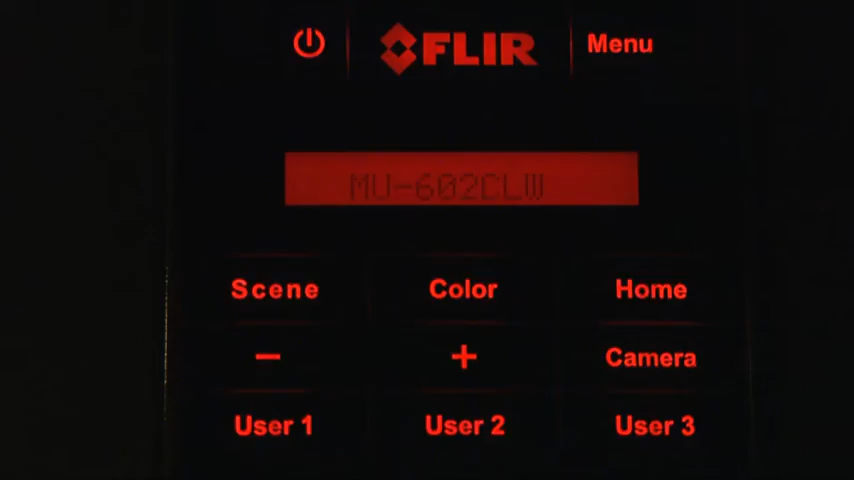 FLIR Menu
MU-602CLW
Scene Color Home
− + Camera
User 1 User 2 User 3